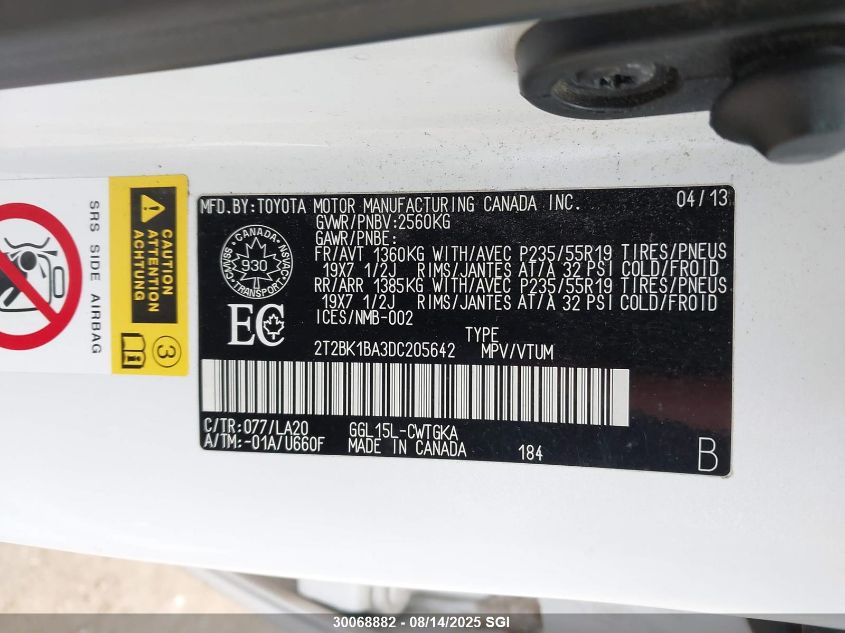 SRS SIDE AIRBAG
CAUTION
ATTENTION
ACHTUNG
3
MFD.BY:TOYOTA MOTOR MANUFACTURING CANADA INC. 04/13
GVWR/PNBV:2560KG
GAWR/PNBE:
FR/AVT 1360KG WITH/AVEC P235/55R19 TIRES/PNEUS
19X7 1/2J RIMS/JANTES AT/A 32 PSI COLD/FROID
RR/ARR 1385KG WITH/AVEC P235/55R19 TIRES/PNEUS
19X7 1/2J RIMS/JANTES AT/A 32 PSI COLD/FROID
ICES/NMB-002
CMVSS NSVAC
930
TRANSPORT
EC
TYPE
2T2BK1BA3DC205642 MPV/VTUM
C/TR:077/LA20 GGL15L-CWTGKA
A/TM:-01A/U660F MADE IN CANADA 184
B
30068882 - 08/14/2025 SGI